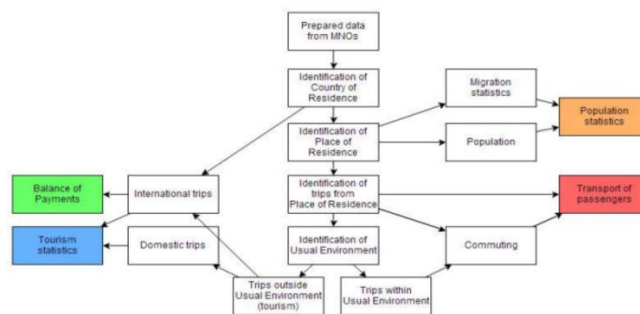 Prepared data
from MNOs
Identification of
Country of
Residence
Migration
statistics
Population
statistics
Identification of
Place of
Residence
Population
Balance of
Payments
International trips
Identification of
trips from
Place of Residence
Transport of
passengers
Tourism
statistics
Domestic trips
Identification of
Usual Environment
Commuting
Trips outside
Usual Environment
(tourism)
Trips within
Usual Environment